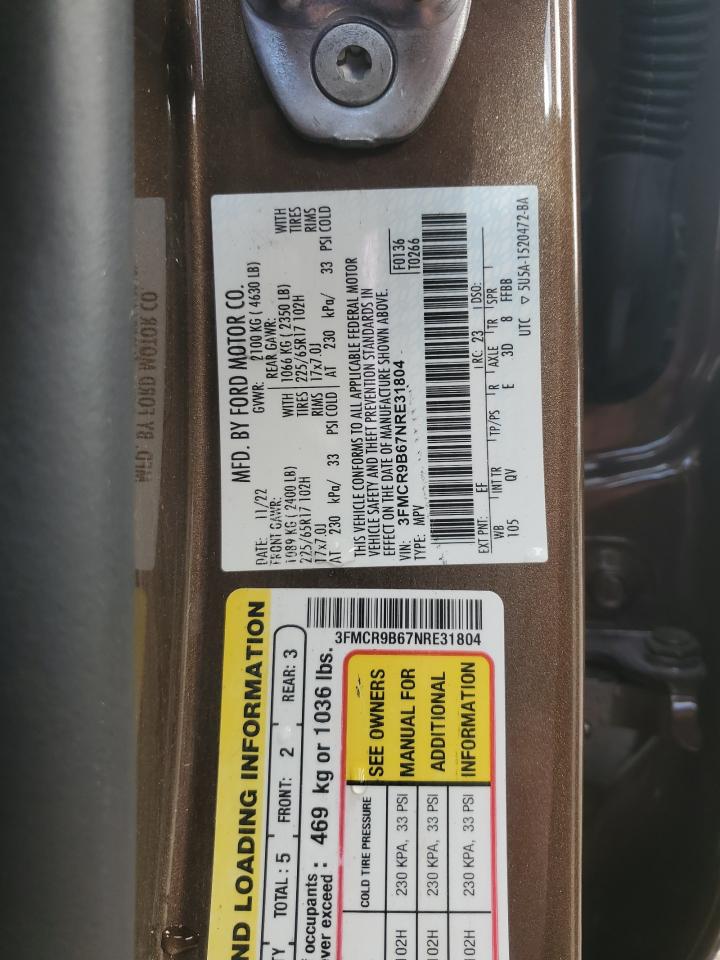 MFD. BY FORD MOTOR CO.
DATE: 11/22
GVWR: 2100 KG ( 4630 LB)
FRONT GAWR:
REAR GAWR:
1089 KG ( 2400 LB)
WITH
1066 KG ( 2350 LB)
WITH
225/65R17 102H
TIRES
225/65R17 102H
TIRES
17x7.0J
RIMS
17x7.0J
RIMS
AT 230 kPa/ 33 PSI COLD
AT 230 kPa/ 33 PSI COLD
THIS VEHICLE CONFORMS TO ALL APPLICABLE FEDERAL MOTOR
VEHICLE SAFETY AND THEFT PREVENTION STANDARDS IN
EFFECT ON THE DATE OF MANUFACTURE SHOWN ABOVE.
VIN: 3FMCR9B67NRE31804
TYPE: MPV
F0136
T0266
EXT PNT: EF
RC: 23
DSO:
WB
INT TR
TP/PS
R
AXLE
TR
SPR
105
QV
E
3D
8
FFBB
UTC ▽ 5U5A-1520472-BA
ND LOADING INFORMATION
TY
TOTAL : 5
FRONT: 2
REAR: 3
occupants
ver exceed : 469 kg or 1036 lbs.
3FMCR9B67NRE31804
COLD TIRE PRESSURE
SEE OWNERS
MANUAL FOR
ADDITIONAL
INFORMATION
102H
230 KPA, 33 PSI
102H
230 KPA, 33 PSI
02H
230 KPA, 33 PSI